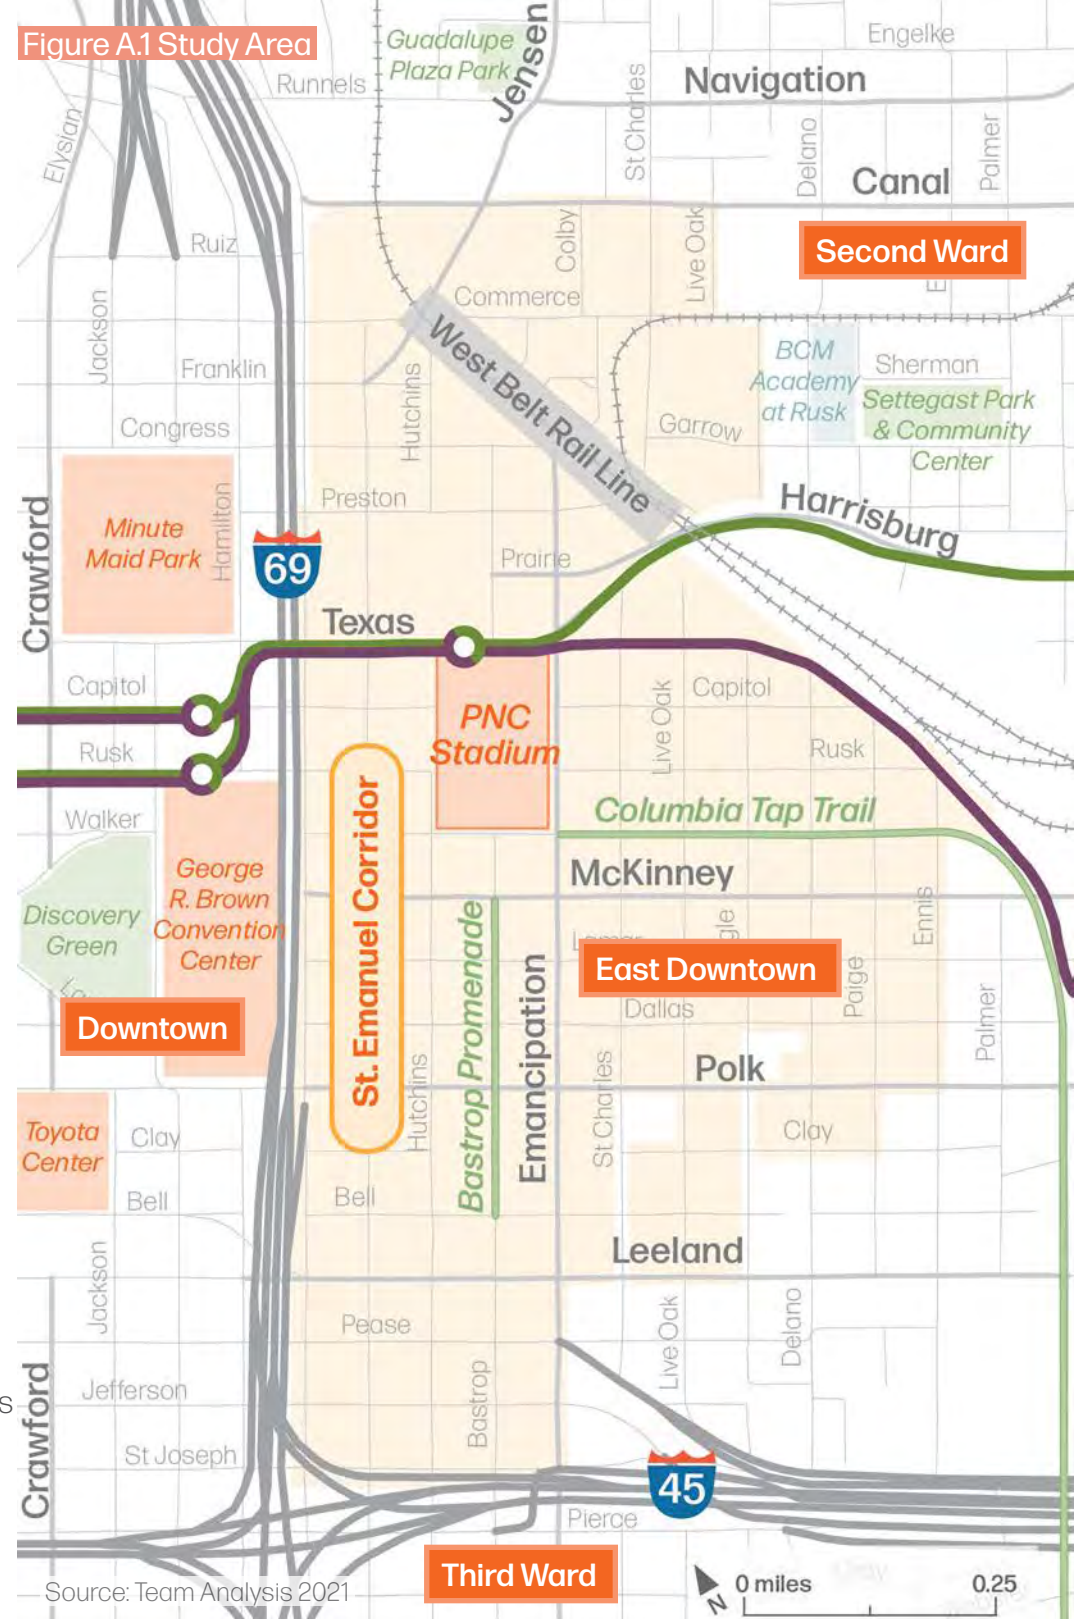 Figure A.1 Study Area
Guadalupe
Plaza Park
Jensen
Engelke
Runnels
Navigation
St Charles
Elysian
Delano
Palmer
Canal
Ruiz
Colby
Live Oak
Second Ward
Commerce
Jackson
West Belt Rail Line
Franklin
Hutchins
BCM
Academy
at Rusk
Sherman
Settegast Park
& Community
Center
Garrow
Congress
Preston
Crawford
Minute
Maid Park
Hamilton
Harrisburg
69
Prairie
Texas
Capitol
PNC
Stadium
Live Oak
Capitol
Rusk
Rusk
St. Emanuel Corridor
Columbia Tap Trail
Walker
McKinney
George
R. Brown
Convention
Center
Discovery
Green
Ennis
Bastrop Promenade
Emancipation
East Downtown
Paige
Downtown
Dallas
Palmer
Hutchins
St Charles
Polk
Toyota
Center
Clay
Clay
Bell
Bell
Leeland
Jackson
Pease
Live Oak
Delano
Crawford
Jefferson
Bastrop
s
St Joseph
45
Pierce
Third Ward
Source: Team Analysis 2021
N
0 miles
0.25